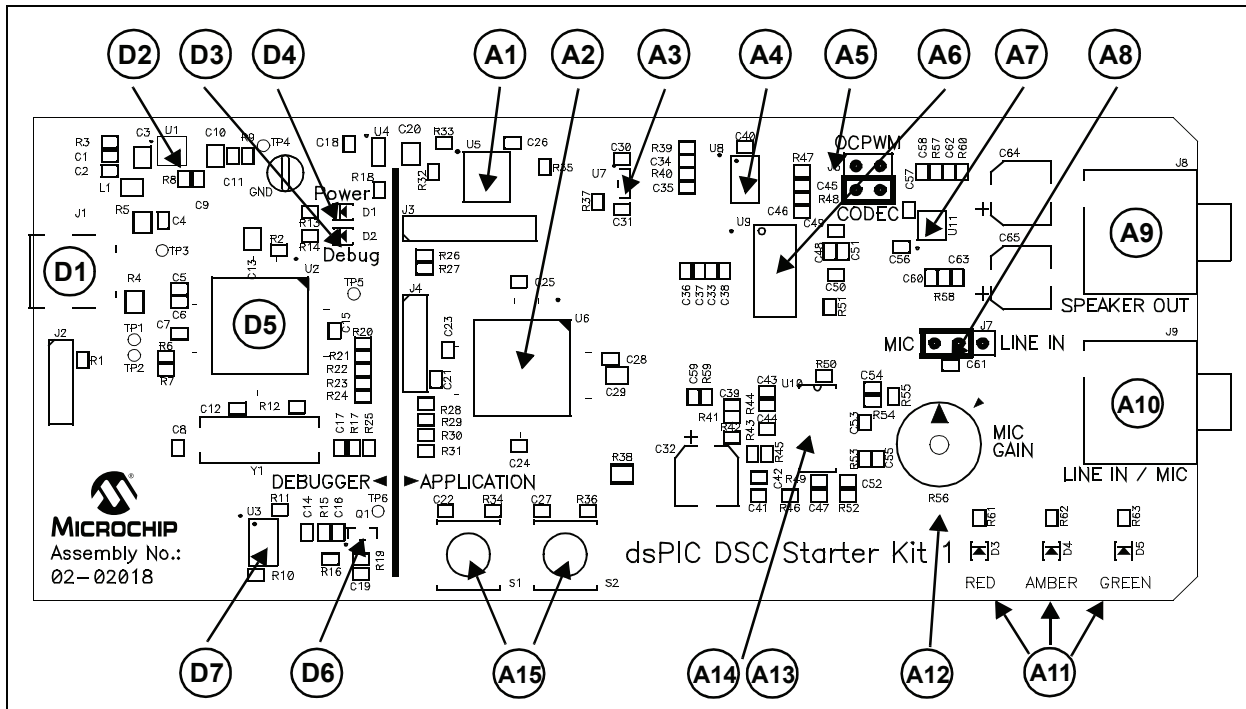 D2 D3 D4 A1 A2 A3 A4 A5 A6 A7 A8
R3 C3 U1 C10 R9 TP4 C18 U4 C20 R33 C26 C30 R39 U8 C40 R47 OCPWM C58 R57 C62 R60 C64 J8
C1 C2 L1 R8 C11 GND R18 R32 U5 R35 U7 C34 R40 C35 C45 R48 C57
J1 R5 C4 C9 Power R13 D1 J3 R37 C31 C46 CODEC U11 A9
R2 R14 D2 Debug R26 R27 U9 C49 C48 C51 C56 C65
D1 TP3 C13 U2 C36 C37 C33 C38 C50 C60 R58 C63
R4 C5 C6 D5 TP5 J4 C25 U6 R51 SPEAKER OUT
J2 TP1 C7 C15 R20 C23 MIC J7 LINE IN J9
R1 TP2 R6 R7 R21 R22 R23 R24 C21 C28 C29 C59 R59 C43 U10 R50 C61
C12 R12 R28 R29 C39 R41 R44 C54 R55 R54 A10
C8 C17 R17 R25 R30 R31 C24 C32 R42 R43 C44 R45 C53 MIC
GAIN
Y1 DEBUGGER APPLICATION R38 C42 R53 C55 LINE IN / MIC
MICROCHIP R11 C14 R15 C16 TP6 C22 R34 C27 R36 C41 R46 R49 C47 R52 C52 R56
U3 Q1 R61 R62 R63
Assembly No.: dsPIC DSC Starter Kit 1 D3 D4 D5
02-02018 R10 R16 C19 R19 S1 S2 RED AMBER GREEN
D7 D6 A15 A14 A13 A12 A11